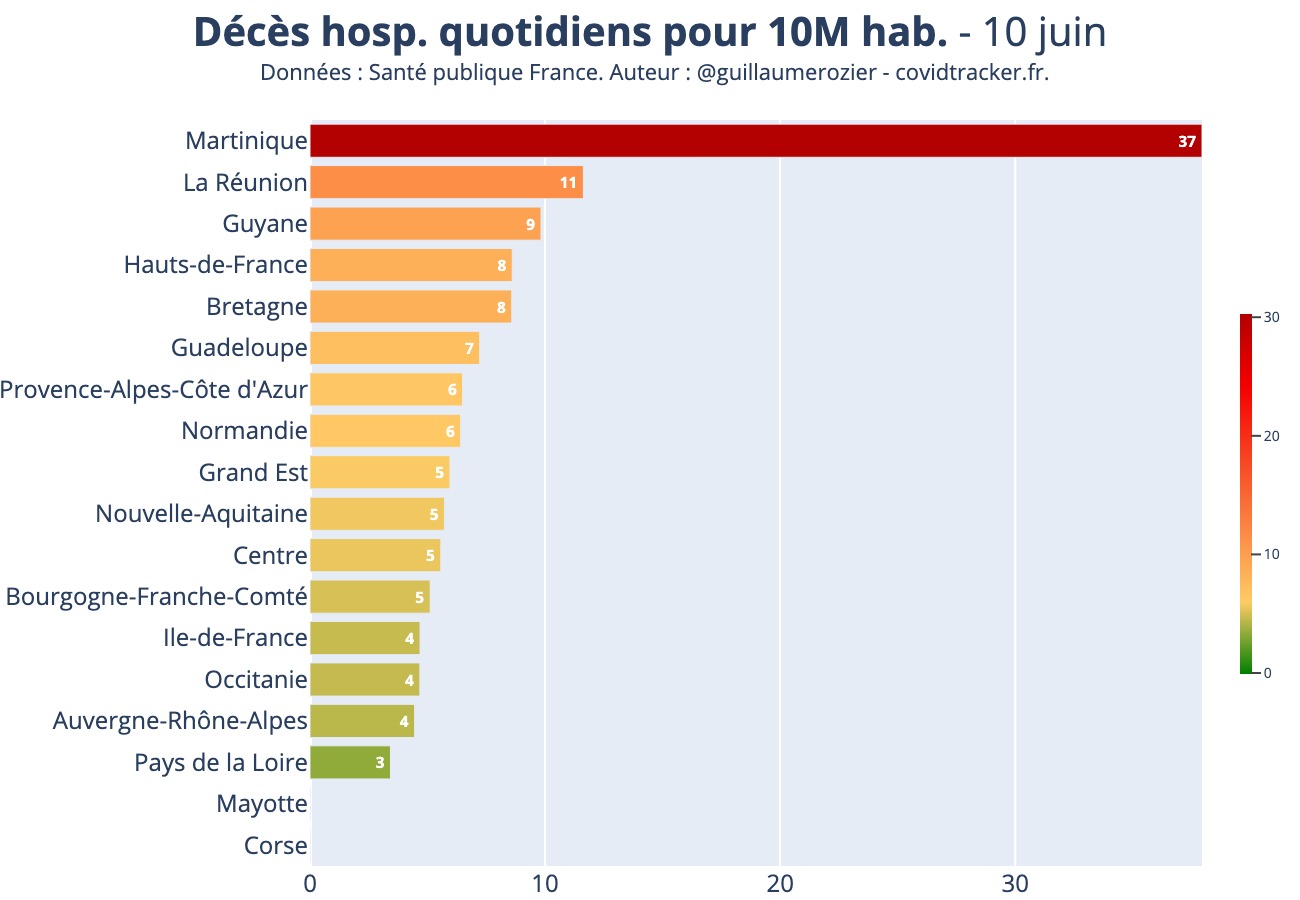 Décès hosp. quotidiens pour 10M hab. - 10 juin
Données : Santé publique France. Auteur : @guillaumerozier - covidtracker.fr.
Martinique 37
La Réunion 11
Guyane 9
Hauts-de-France 8
Bretagne 8
Guadeloupe 7
Provence-Alpes-Côte d'Azur 6
Normandie 6
Grand Est 5
Nouvelle-Aquitaine 5
Centre 5
Bourgogne-Franche-Comté 5
Ile-de-France 4
Occitanie 4
Auvergne-Rhône-Alpes 4
Pays de la Loire 3
Mayotte
Corse
0 10 20 30
30
20
10
0